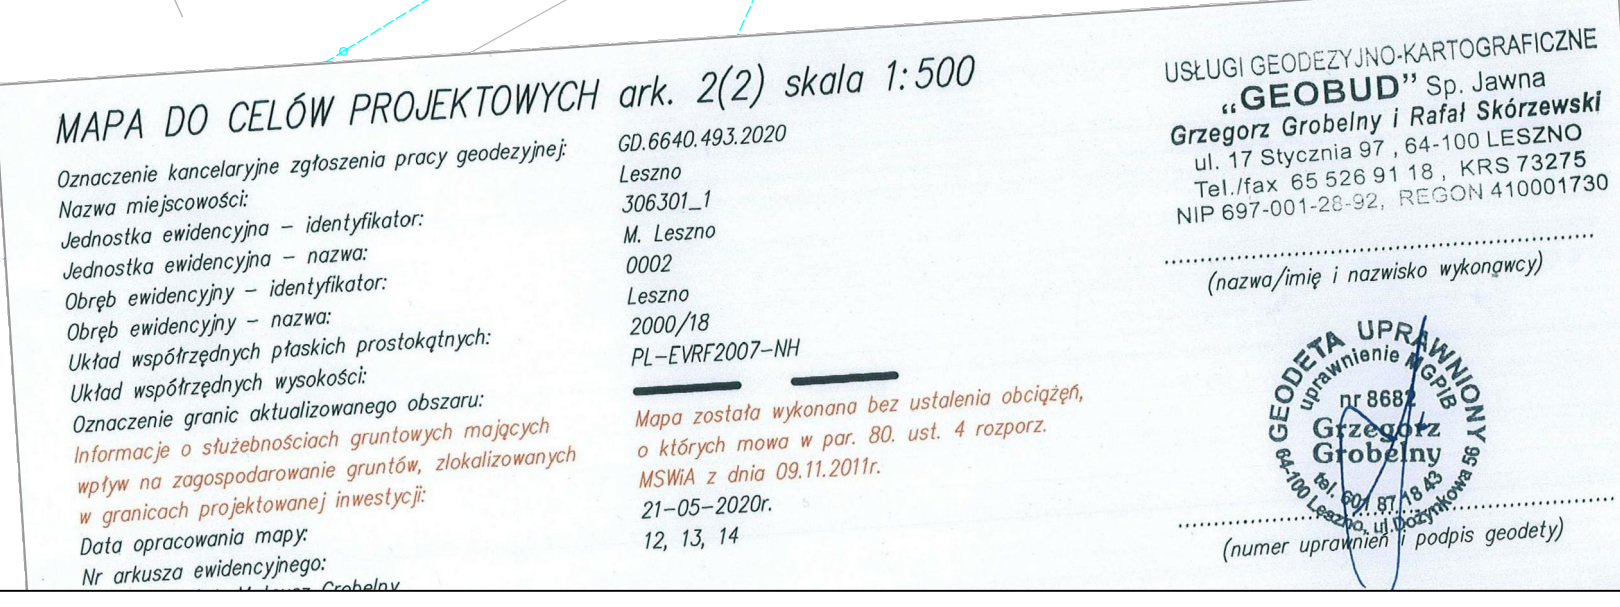 MAPA DO CELÓW PROJEKTOWYCH ark. 2(2) skala 1:500
Oznaczenie kancelaryjne zgłoszenia pracy geodezyjnej: GD.6640.493.2020
Nazwa miejscowości: Leszno
Jednostka ewidencyjna – identyfikator: 306301_1
Jednostka ewidencyjna – nazwa: M. Leszno
Obręb ewidencyjny – identyfikator: 0002
Obręb ewidencyjny – nazwa: Leszno
Układ współrzędnych płaskich prostokątnych: 2000/18
Układ współrzędnych wysokości: PL-EVRF2007-NH
Oznaczenie granic aktualizowanego obszaru:
Informacje o służebnościach gruntowych mających
wpływ na zagospodarowanie gruntów, zlokalizowanych
w granicach projektowanej inwestycji:
Mapa została wykonana bez ustalenia obciążęń,
o których mowa w par. 80. ust. 4 rozporz.
MSWiA z dnia 09.11.2011r.
Data opracowania mapy: 21-05-2020r.
Nr arkusza ewidencyjnego: 12, 13, 14
Grobelny
USŁUGI GEODEZYJNO-KARTOGRAFICZNE
„GEOBUD" Sp. Jawna
Grzegorz Grobelny i Rafał Skórzewski
ul. 17 Stycznia 97 , 64-100 LESZNO
Tel./fax 65 526 91 18 , KRS 73275
NIP 697-001-28-92, REGON 410001730
(nazwa/imię i nazwisko wykonawcy)
GEODETA UPRAWNIONY
uprawnienie MGPiB
nr 8682
Grzegorz
Grobelny
tel. 601 87 18 43
64-100 Leszno, ul. Dożynkowa 56
(numer uprawnień i podpis geodety)